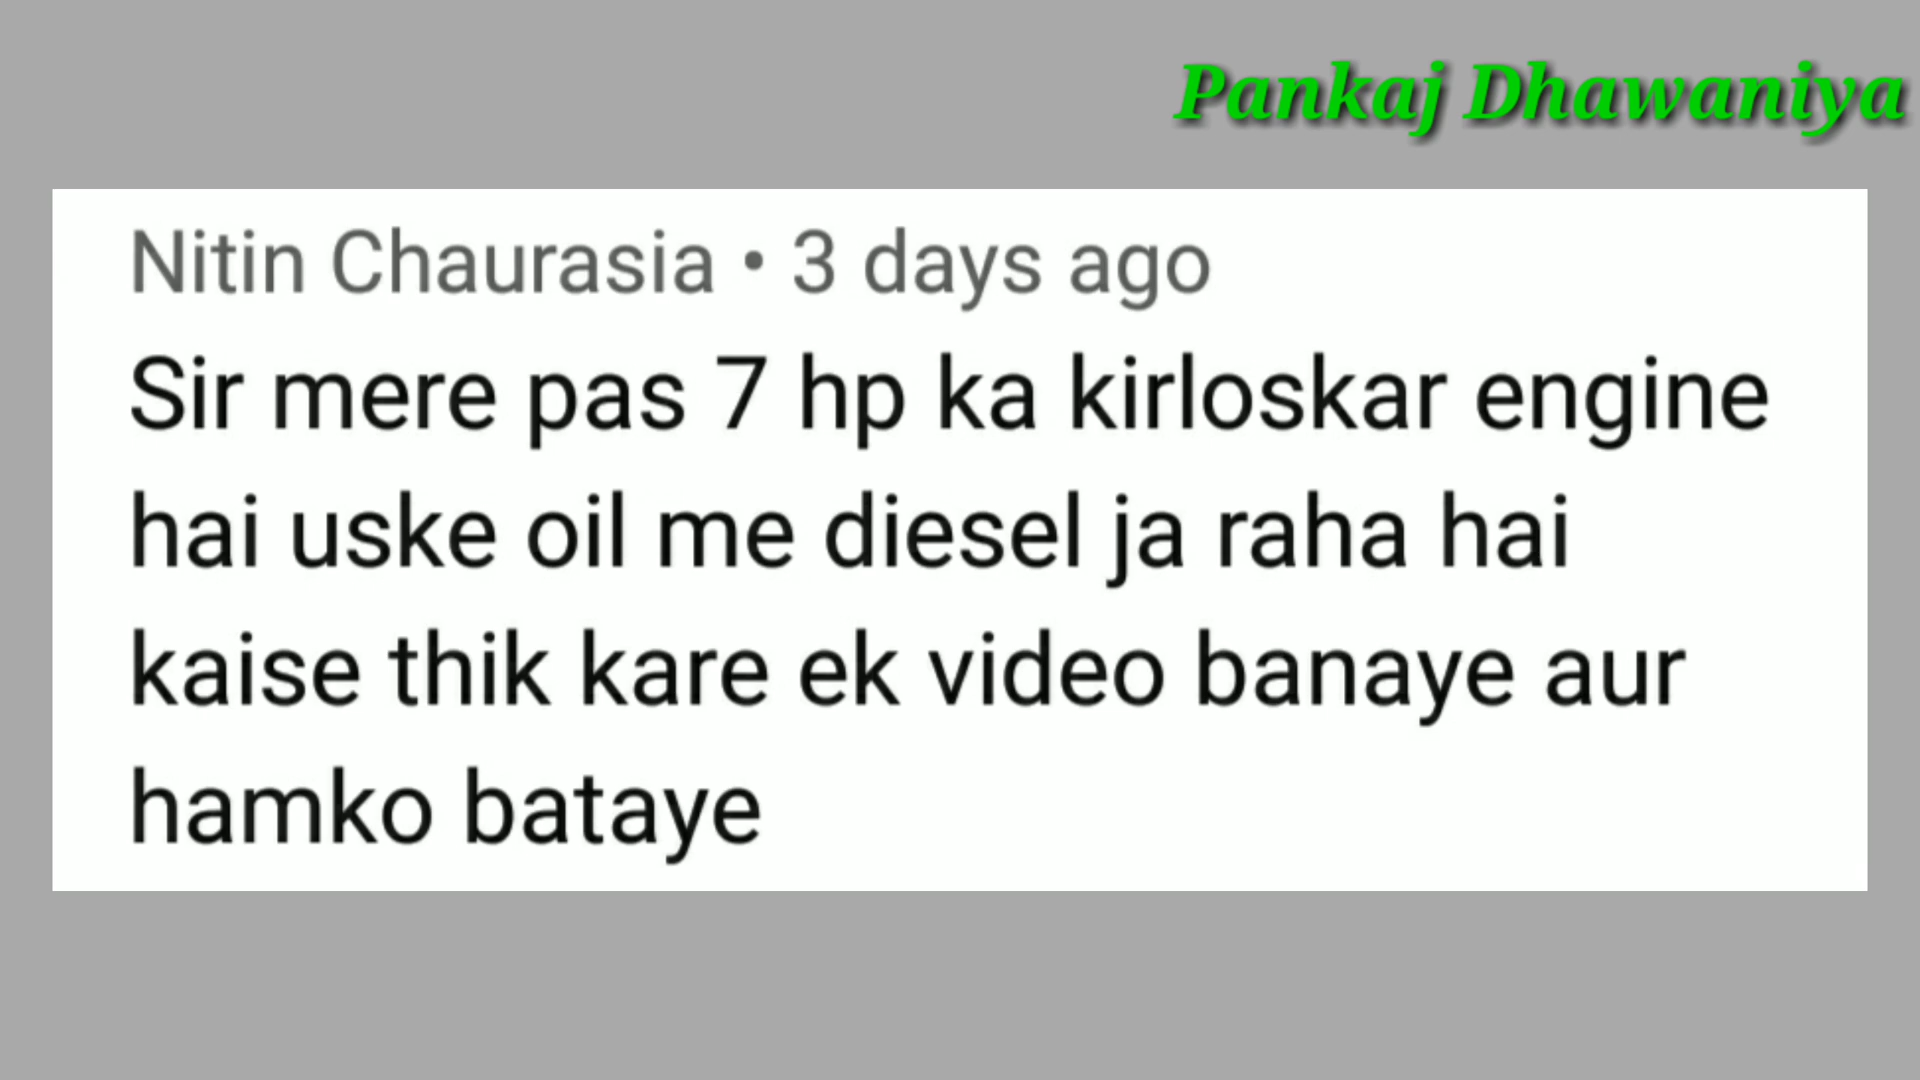 Pankaj Dhawaniya
Nitin Chaurasia • 3 days ago
Sir mere pas 7 hp ka kirloskar engine
hai uske oil me diesel ja raha hai
kaise thik kare ek video banaye aur
hamko bataye